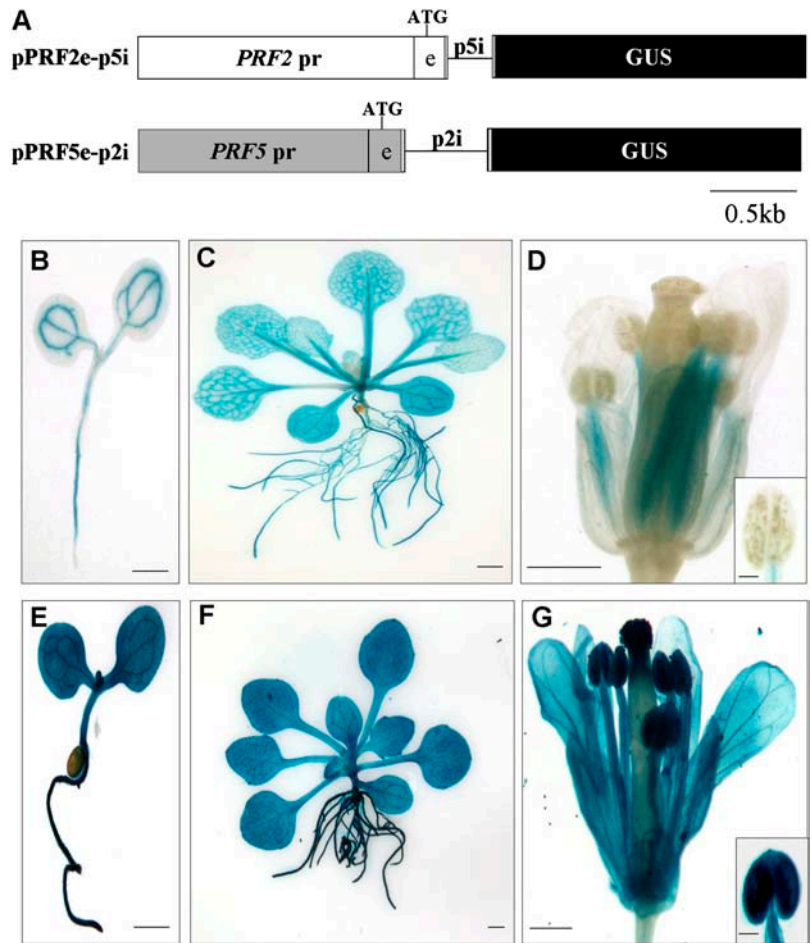 A
ATG
pPRF2e-p5i
PRF2 pr
e
p5i
GUS
ATG
pPRF5e-p2i
PRF5 pr
e
p2i
GUS
0.5kb
B
C
D
E
F
G